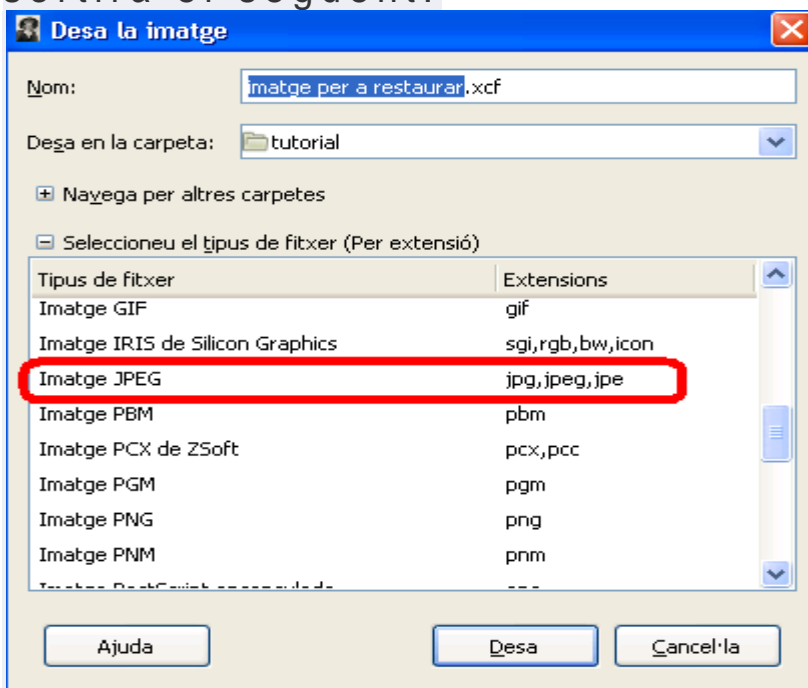 Desa la imatge
Nom: imatge per a restaurar.xcf
Desa en la carpeta: tutorial
Navega per altres carpetes
Seleccioneu el tipus de fitxer (Per extensió)
Tipus de fitxer Extensions
Imatge GIF gif
Imatge IRIS de Silicon Graphics sgi,rgb,bw,icon
Imatge JPEG jpg,jpeg,jpe
Imatge PBM pbm
Imatge PCX de ZSoft pcx,pcc
Imatge PGM pgm
Imatge PNG png
Imatge PNM pnm
Ajuda Desa Cancel·la